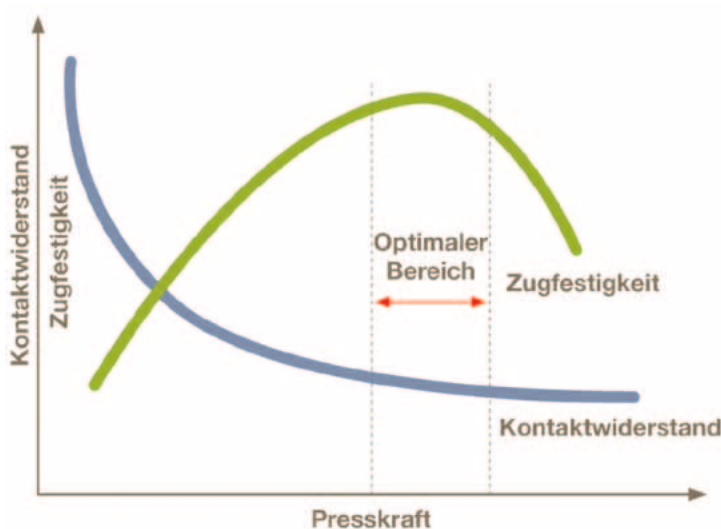 Kontaktwiderstand
Zugfestigkeit
Optimaler
Bereich
Zugfestigkeit
Kontaktwiderstand
Presskraft